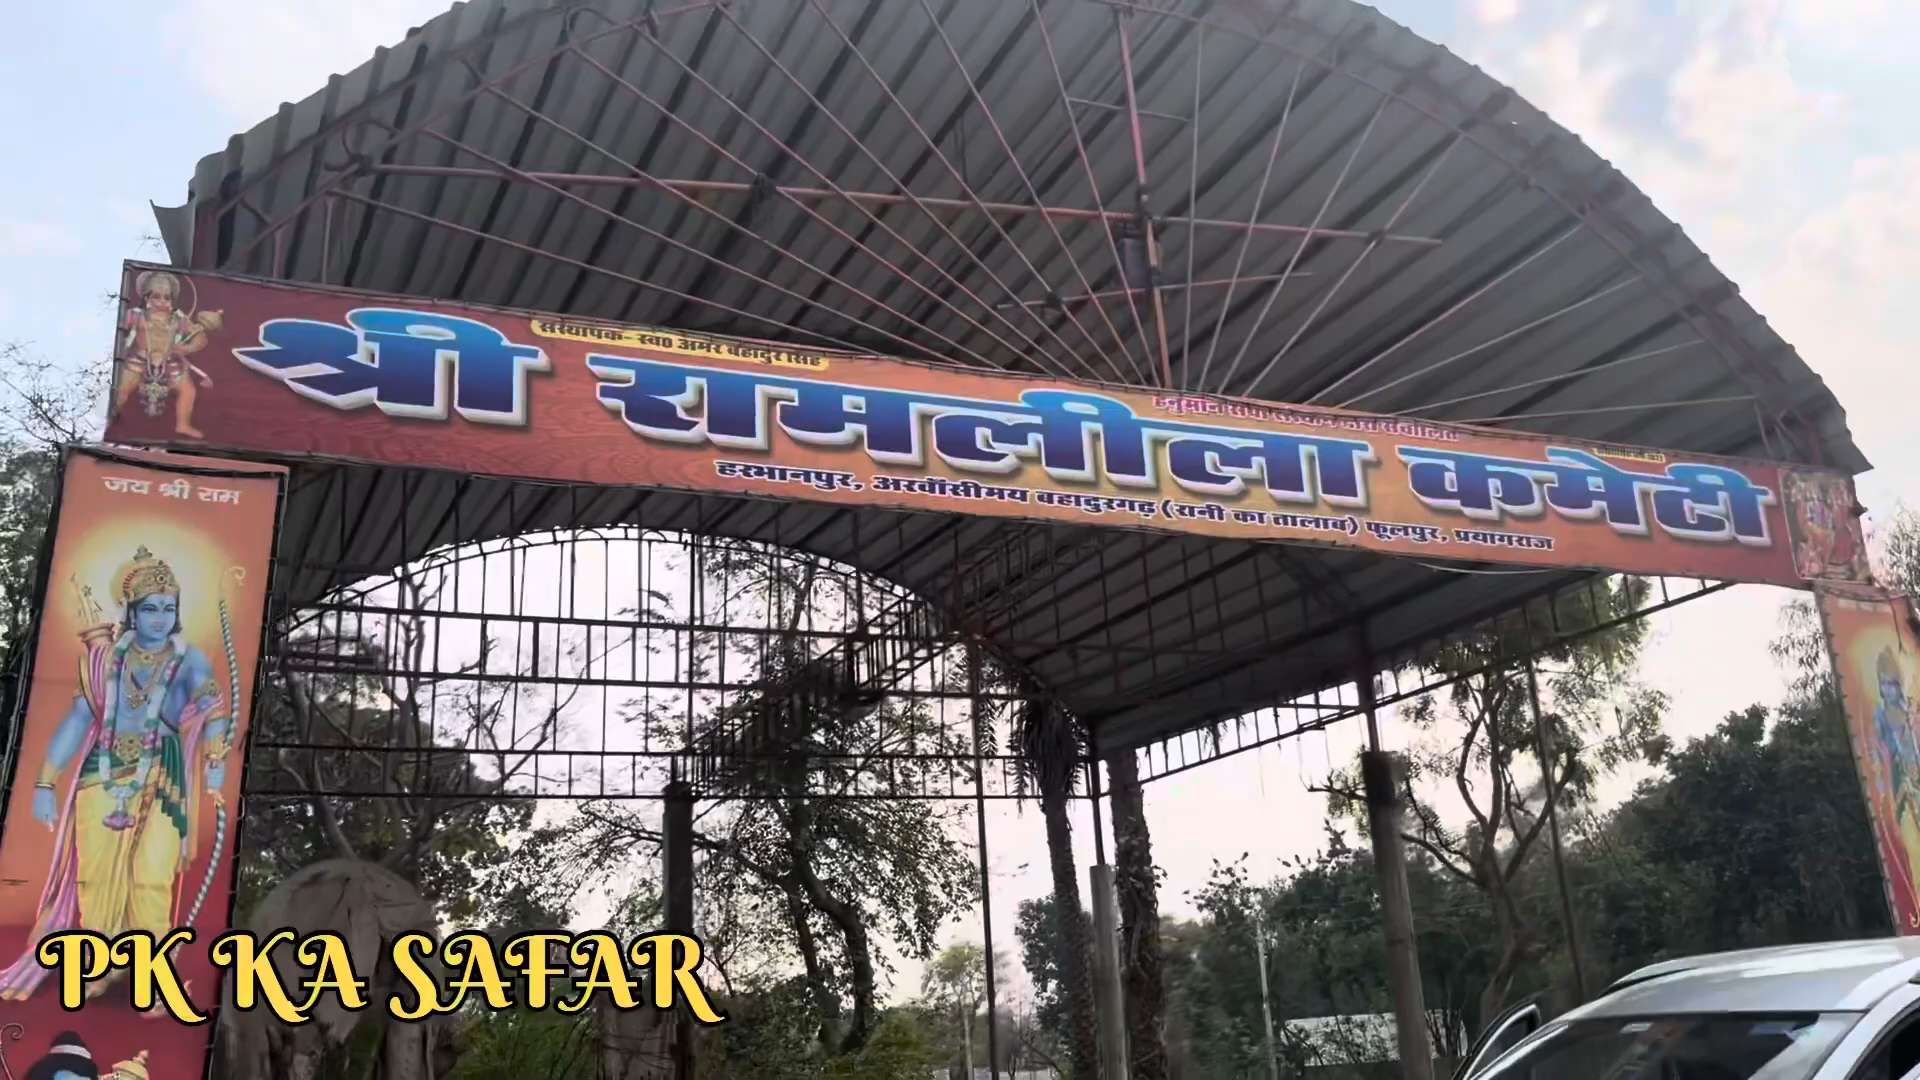 संस्थापक- स्व० अमर बहादुर सिंह
श्री रामलीला कमेटी
हनुमान सेवा संस्थान द्वारा संचालित
हरभानपुर, अरवाँसीमय बहादुरगढ़ (रानी का तालाब) फूलपुर, प्रयागराज
जय श्री राम
PK KA SAFAR